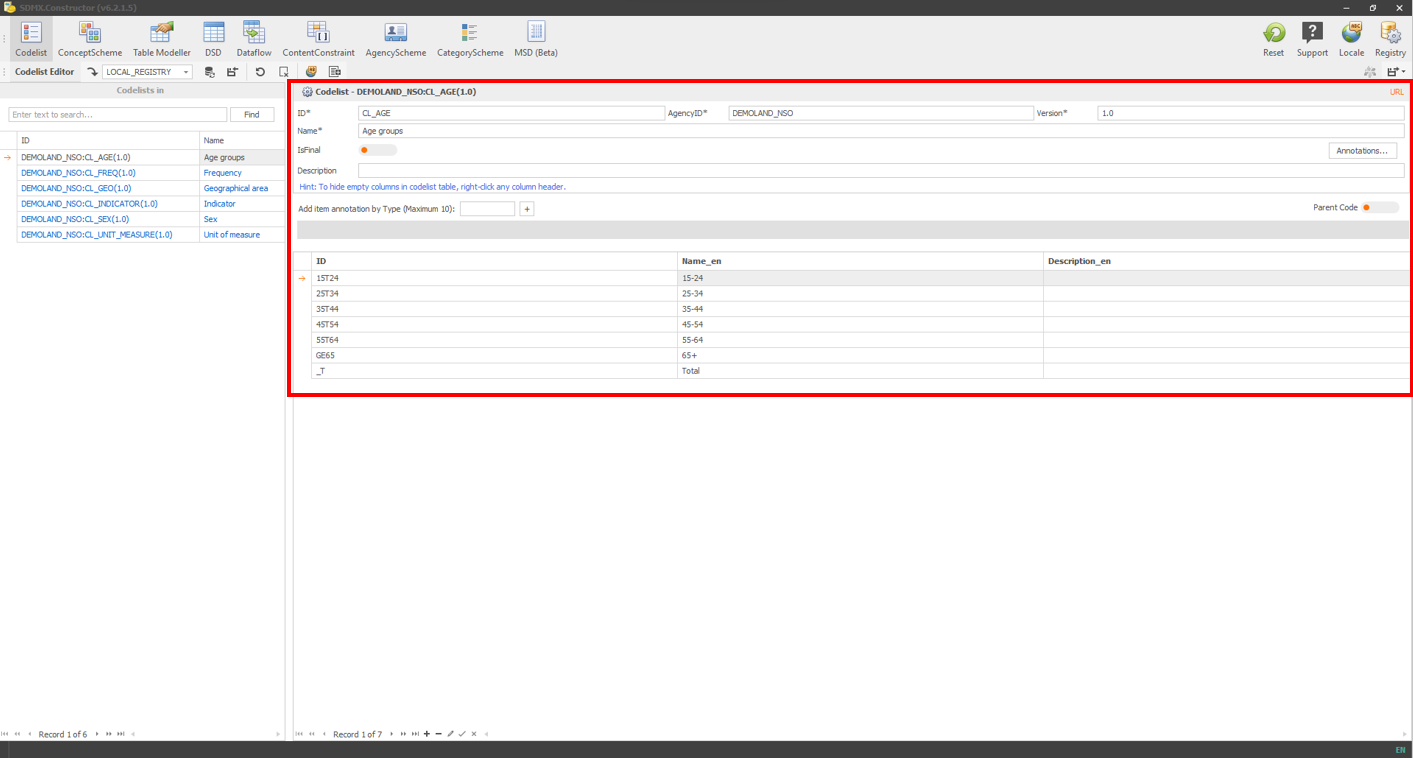 SDMX.Constructor (v6.2.1.5)
Codelist ConceptScheme Table Modeller DSD Dataflow ContentConstraint AgencyScheme CategoryScheme MSD (Beta) Reset Support Locale Registry
Codelist Editor LOCAL_REGISTRY
Codelists in
Enter text to search... Find
ID Name
DEMOLAND_NSO:CL_AGE(1.0) Age groups
DEMOLAND_NSO:CL_FREQ(1.0) Frequency
DEMOLAND_NSO:CL_GEO(1.0) Geographical area
DEMOLAND_NSO:CL_INDICATOR(1.0) Indicator
DEMOLAND_NSO:CL_SEX(1.0) Sex
DEMOLAND_NSO:CL_UNIT_MEASURE(1.0) Unit of measure
Record 1 of 6
Codelist - DEMOLAND_NSO:CL_AGE(1.0) URL
ID* CL_AGE AgencyID* DEMOLAND_NSO Version* 1.0
Name* Age groups
IsFinal Annotations...
Description
Hint: To hide empty columns in codelist table, right-click any column header.
Add item annotation by Type (Maximum 10): + Parent Code
ID Name_en Description_en
15T24 15-24
25T34 25-34
35T44 35-44
45T54 45-54
55T64 55-64
GE65 65+
_T Total
Record 1 of 7
EN